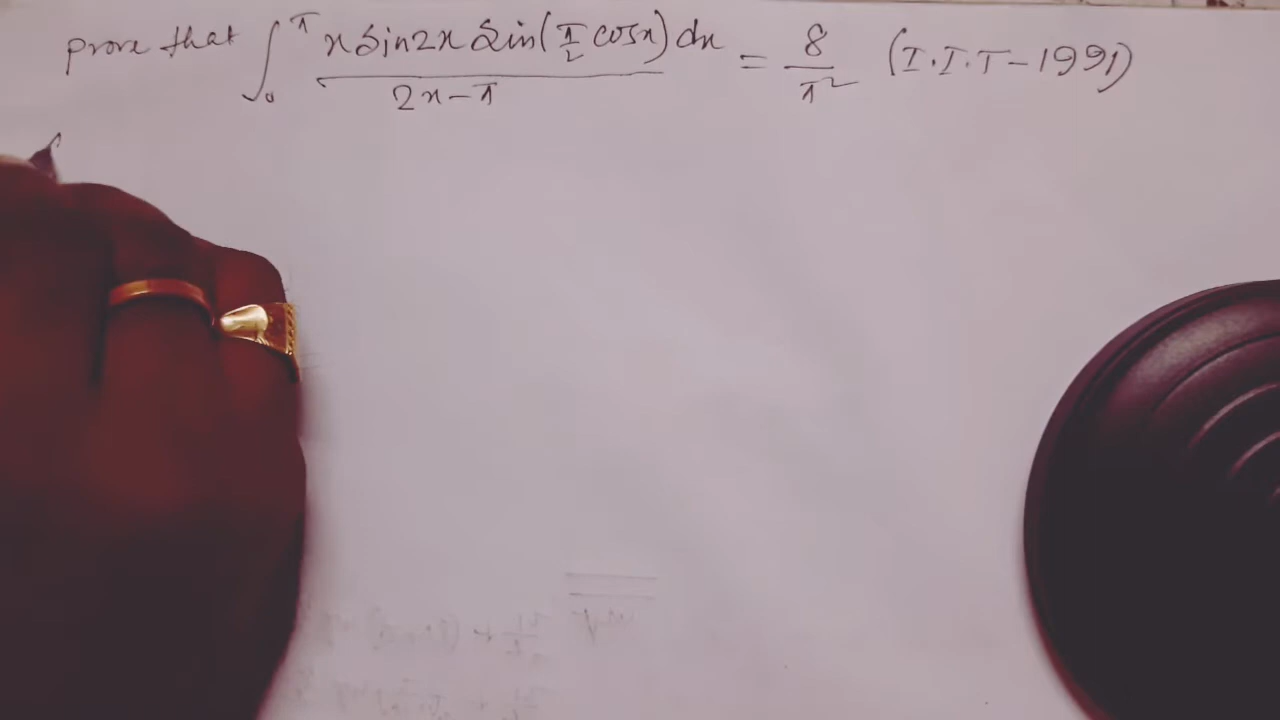 prove that ∫₀^π x Sin2x Sin(π/2 cosx) dx / 2x-π = 8/π² (I.I.T-1991)